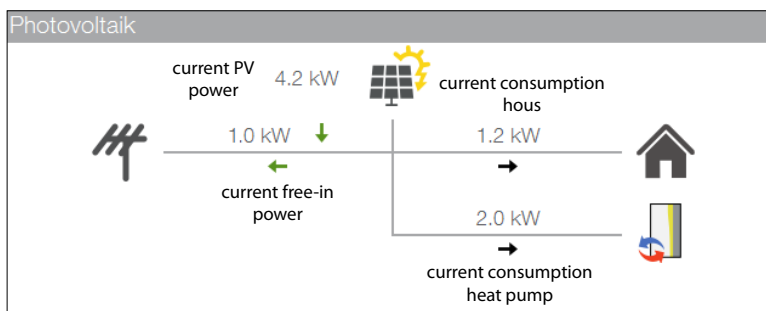 Photovoltaik
current PV
power
4.2 kW
current consumption
hous
1.0 kW
1.2 kW
current free-in
power
2.0 kW
current consumption
heat pump